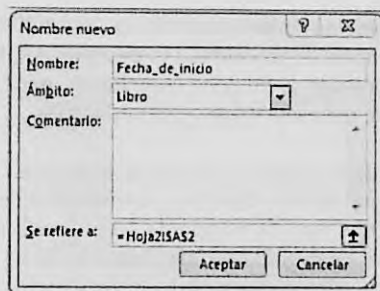 Nombre nuevo
Nombre: Fecha_de_inicio
Ámbito: Libro
Comentario:
Se refiere a: =Hoja2!$A$2
Aceptar Cancelar